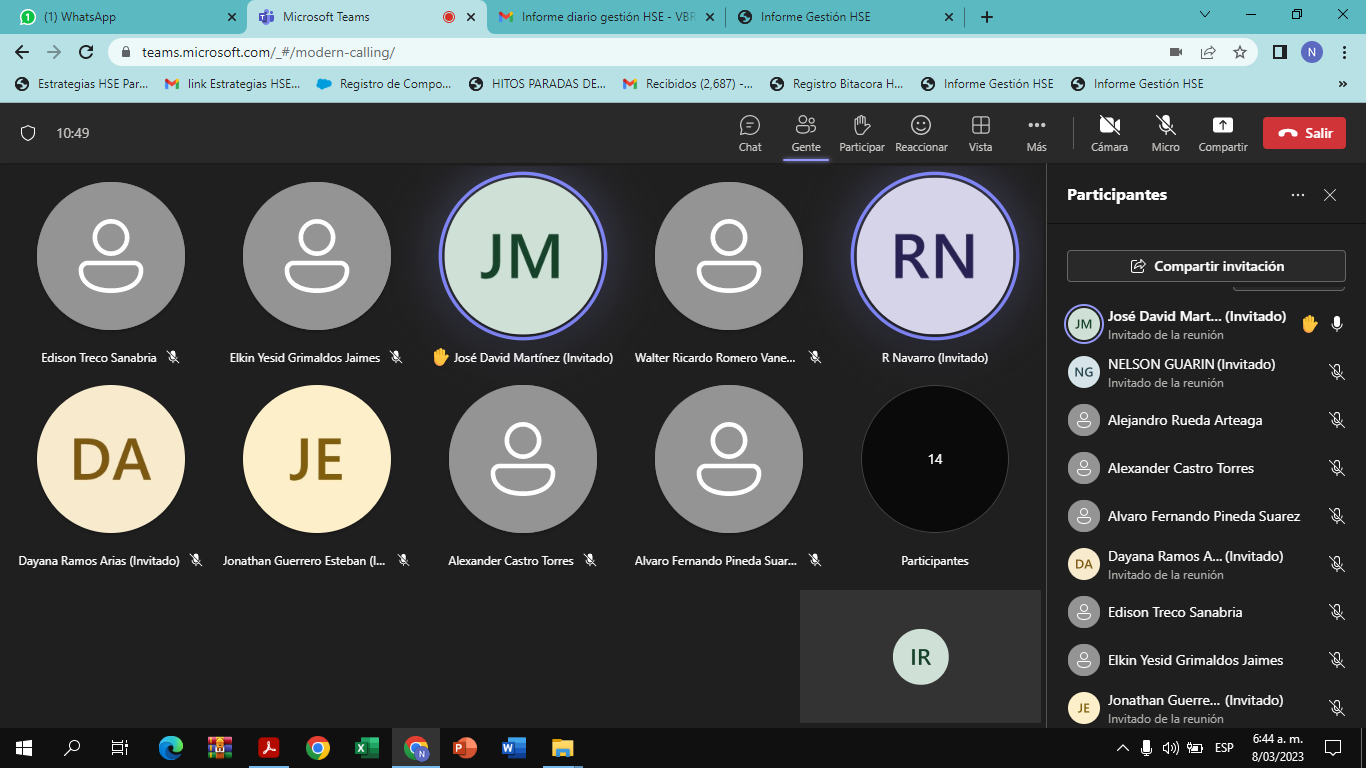 (1) WhatsApp
Microsoft Teams
Informe diario gestión HSE - VBR
Informe Gestión HSE
teams.microsoft.com/_#/modern-calling/
N
Estrategias HSE Par...
link Estrategias HSE...
Registro de Compo...
HITOS PARADAS DE...
Recibidos (2,687) -...
Registro Bitacora H...
Informe Gestión HSE
Informe Gestión HSE
»
10:49
Chat
Gente
Participar
Reaccionar
Vista
Más
Cámara
Micro
Compartir
Salir
JM
RN
Edison Treco Sanabria
Elkin Yesid Grimaldos Jaimes
José David Martínez (Invitado)
Walter Ricardo Romero Vane...
R Navarro (Invitado)
DA
JE
14
Dayana Ramos Arias (Invitado)
Jonathan Guerrero Esteban (I...
Alexander Castro Torres
Alvaro Fernando Pineda Suar...
Participantes
IR
Participantes
Compartir invitación
JM
José David Mart... (Invitado)
Invitado de la reunión
NG
NELSON GUARIN (Invitado)
Invitado de la reunión
Alejandro Rueda Arteaga
Alexander Castro Torres
Alvaro Fernando Pineda Suarez
DA
Dayana Ramos A... (Invitado)
Invitado de la reunión
Edison Treco Sanabria
Elkin Yesid Grimaldos Jaimes
JE
Jonathan Guerre... (Invitado)
Invitado de la reunión
ESP
6:44 a. m.
8/03/2023